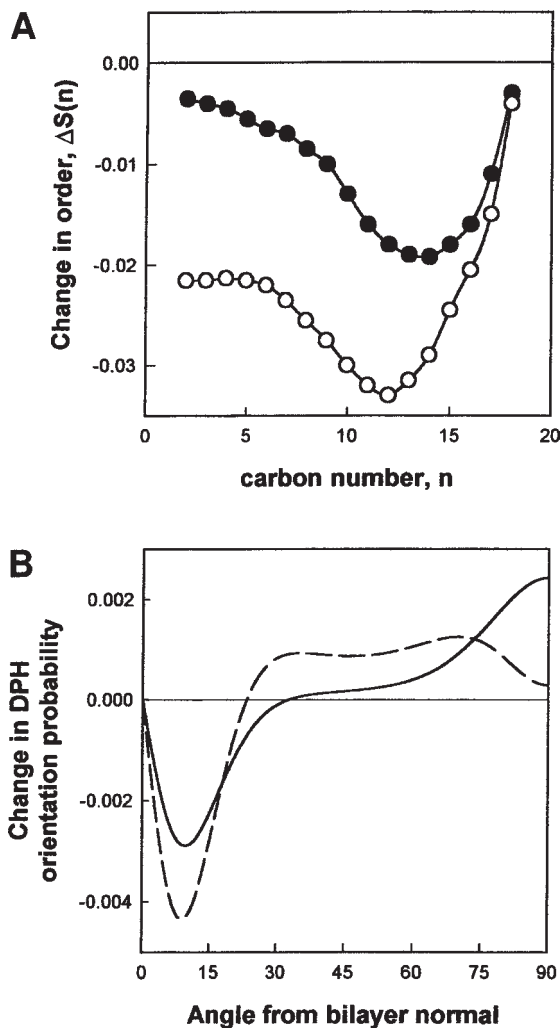 A
Change in order, ΔS(n)
0.00
-0.01
-0.02
-0.03
0 5 10 15 20
carbon number, n
B
Change in DPH
orientation probability
0.002
0.000
-0.002
-0.004
0 15 30 45 60 75 90
Angle from bilayer normal